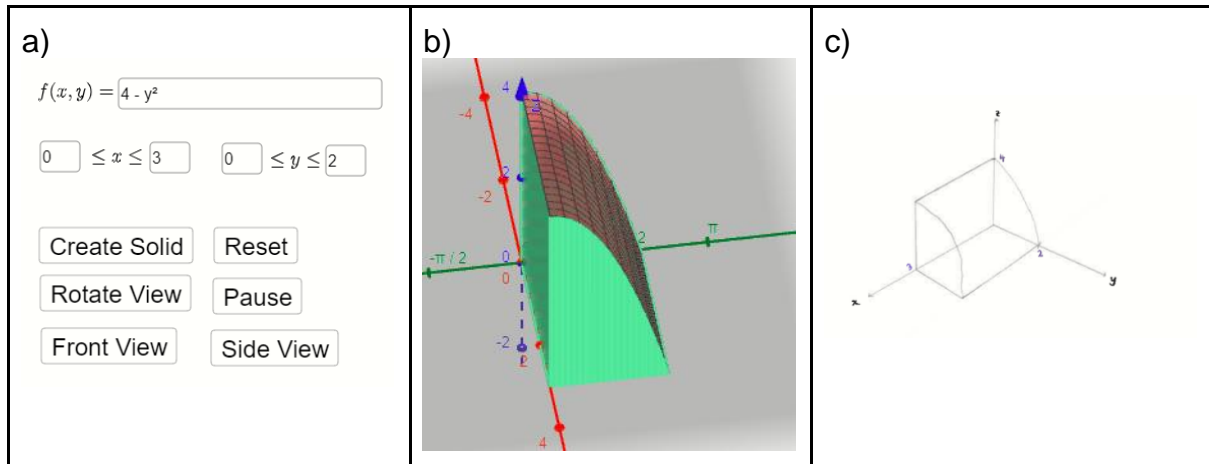 a)
f(x, y) = 4 - y²
0 ≤ x ≤ 3 0 ≤ y ≤ 2
Create Solid Reset
Rotate View Pause
Front View Side View
b)
4
-4
2
-2
2
π
-π / 2
0
0
-2
2
4
c)
z
4
3
2
x
y